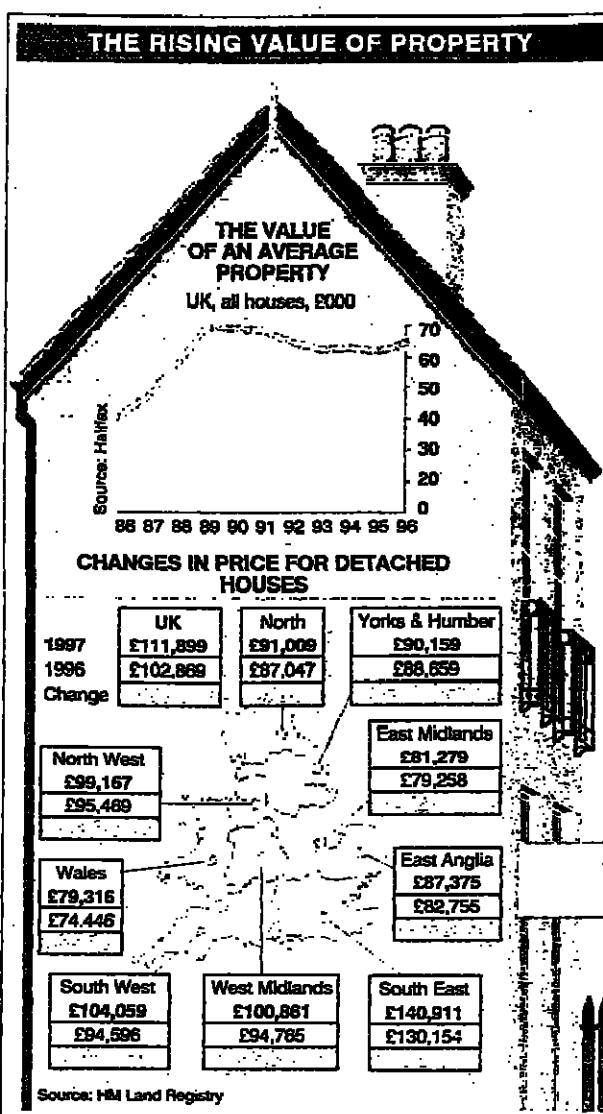 THE RISING VALUE OF PROPERTY
THE VALUE
OF AN AVERAGE
PROPERTY
UK, all houses, £000
70
60
50
40
30
20
0
Source: Halifax
86 87 88 89 90 91 92 93 94 95 96
CHANGES IN PRICE FOR DETACHED
HOUSES
1997
1996
Change
UK
£111,899
£102,869
North
£91,009
£87,047
Yorks & Humber
£90,159
£86,659
North West
£99,167
£95,469
East Midlands
£81,279
£79,258
Wales
£79,316
£74.446
East Anglia
£87,375
£82,755
South West
£104,059
£94,596
West Midlands
£100,861
£94,765
South East
£140,911
£130,154
Source: HM Land Registry